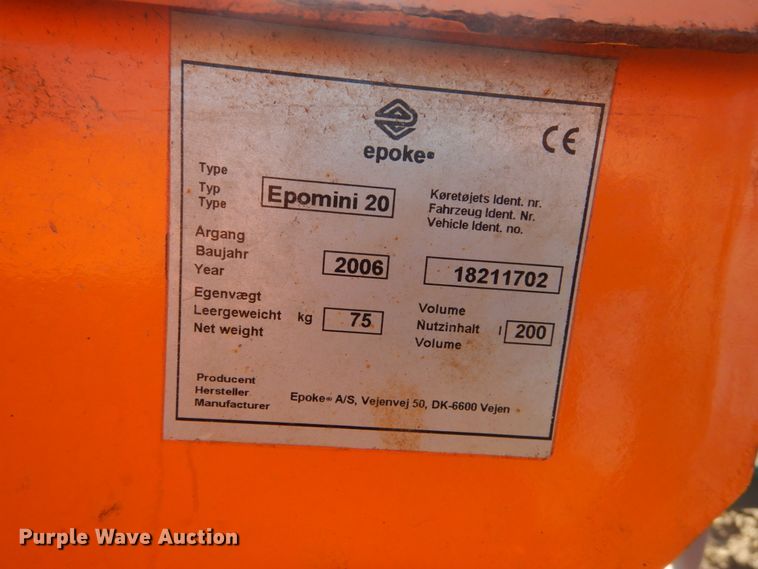 epoke®
CE
Type
Typ
Type
Epomini 20
Køretøjets Ident. nr.
Fahrzeug Ident. Nr.
Vehicle Ident. no.
Argang
Baujahr
Year
2006
18211702
Egenvægt
Leergeweicht kg 75
Net weight
Volume
Nutzinhalt l 200
Volume
Producent
Hersteller
Manufacturer
Epoke® A/S, Vejenvej 50, DK-6600 Vejen
Purple Wave Auction